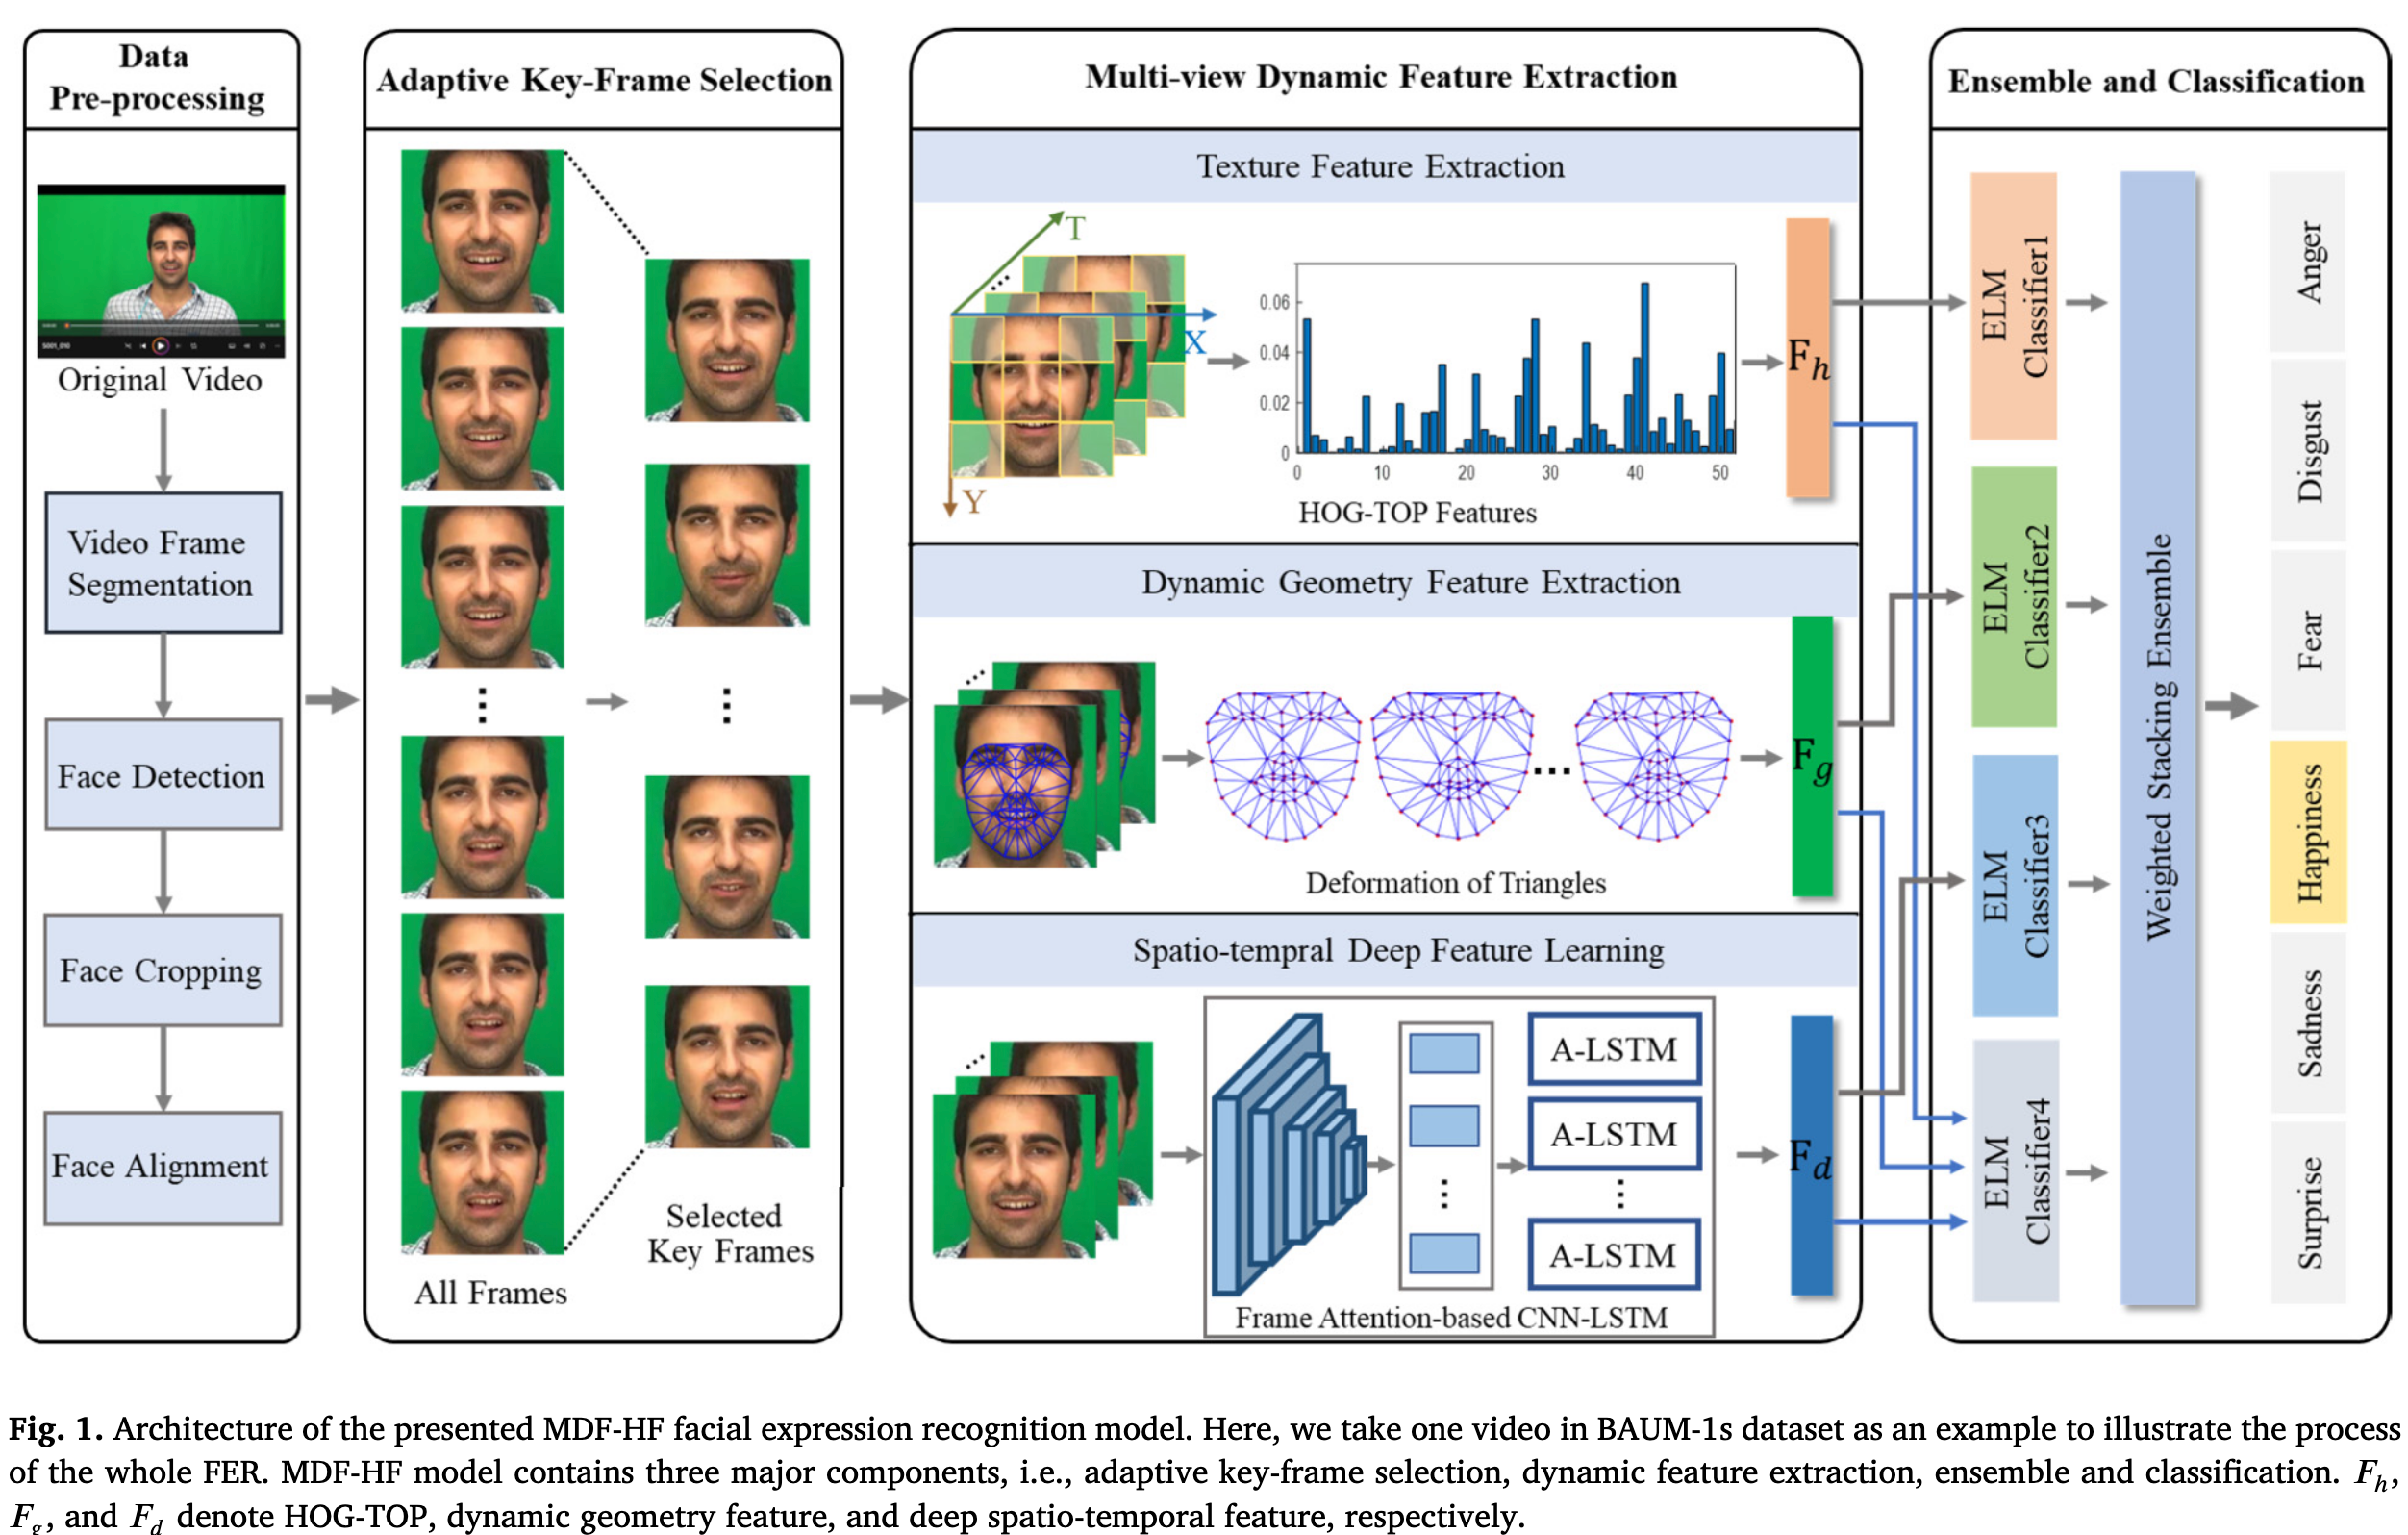 Data
Pre-processing
S001_010
Original Video
Video Frame
Segmentation
Face Detection
Face Cropping
Face Alignment
Adaptive Key-Frame Selection
All Frames
Selected
Key Frames
Multi-view Dynamic Feature Extraction
Texture Feature Extraction
T
X
Y
0.06
0.04
0.02
0
0 10 20 30 40 50
HOG-TOP Features
Fh
Dynamic Geometry Feature Extraction
Deformation of Triangles
Fg
Spatio-tempral Deep Feature Learning
A-LSTM
A-LSTM
A-LSTM
Frame Attention-based CNN-LSTM
Fd
Ensemble and Classification
ELM
Classifier1
ELM
Classifier2
ELM
Classifier3
ELM
Classifier4
Weighted Stacking Ensemble
Anger
Disgust
Fear
Happiness
Sadness
Surprise
Fig. 1. Architecture of the presented MDF-HF facial expression recognition model. Here, we take one video in BAUM-1s dataset as an example to illustrate the process
of the whole FER. MDF-HF model contains three major components, i.e., adaptive key-frame selection, dynamic feature extraction, ensemble and classification. Fh,
Fg, and Fd denote HOG-TOP, dynamic geometry feature, and deep spatio-temporal feature, respectively.